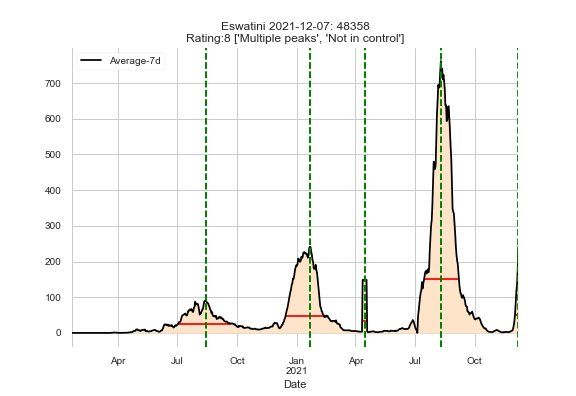 Eswatini 2021-12-07: 48358
Rating:8 ['Multiple peaks', 'Not in control']
Average-7d
700
600
500
400
300
200
100
0
Apr Jul Oct Jan Apr Jul Oct
2021
Date